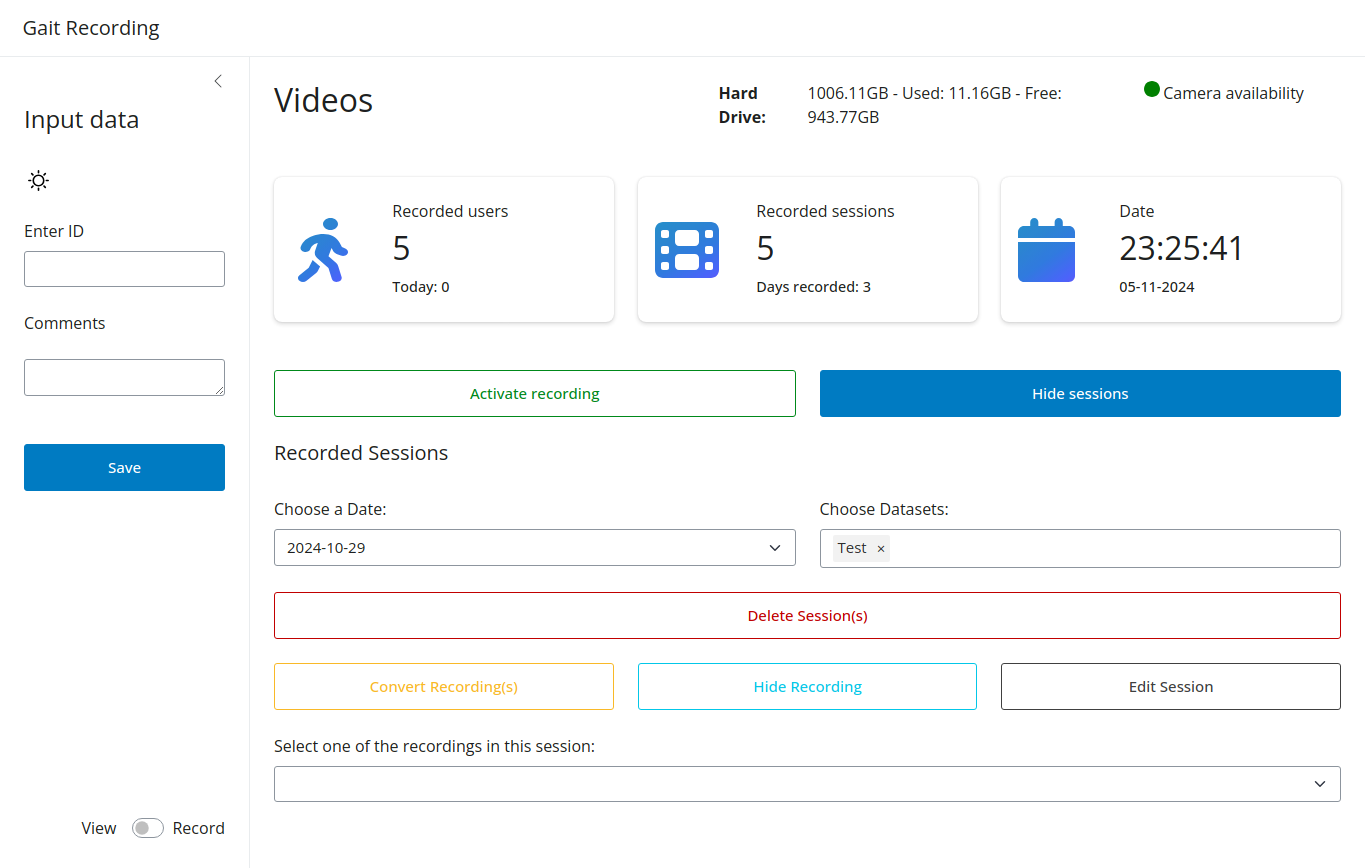 Gait Recording
Input data
Enter ID
Comments
Save
View Record
Videos
Hard Drive:
1006.11GB - Used: 11.16GB - Free:
943.77GB
Camera availability
Recorded users
5
Today: 0
Recorded sessions
5
Days recorded: 3
Date
23:25:41
05-11-2024
Activate recording
Hide sessions
Recorded Sessions
Choose a Date:
2024-10-29
Choose Datasets:
Test ×
Delete Session(s)
Convert Recording(s)
Hide Recording
Edit Session
Select one of the recordings in this session: